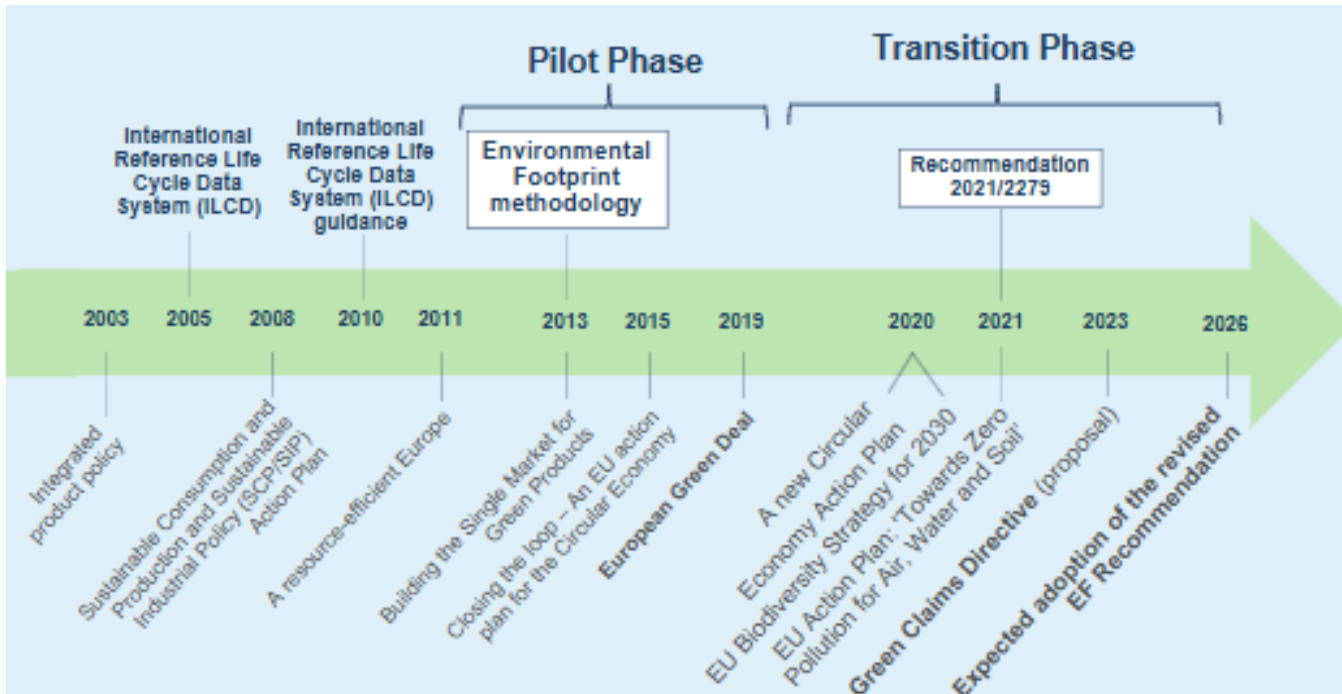 Pilot Phase
Transition Phase
International
Reference Life
Cycle Data
System (ILCD)
International
Reference Life
Cycle Data
System (ILCD)
guidance
Environmental
Footprint
methodology
Recommendation
2021/2279
2003
2005
2008
2010
2011
2013
2015
2019
2020
2021
2023
2026
Integrated
product policy
Sustainable Consumption and
Production and Sustainable
Industrial Policy (SCP/SIP)
Action Plan
A resource-efficient Europe
Building the Single Market for
Green Products
Closing the loop – An EU action
plan for the Circular Economy
European Green Deal
A new Circular
Economy Action Plan
EU Biodiversity Strategy for 2030
EU Action Plan: 'Towards Zero
Pollution for Air, Water and Soil'
Green Claims Directive (proposal)
Expected adoption of the revised
EF Recommendation